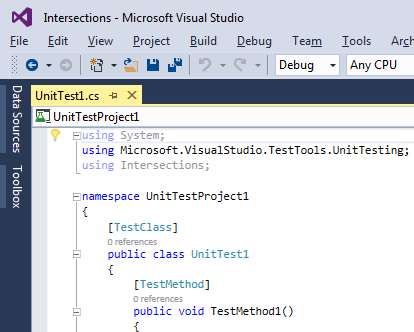 Intersections - Microsoft Visual Studio
File Edit View Project Build Debug Team Tools Arch
Debug Any CPU
Data Sources
Toolbox
UnitTest1.cs
UnitTestProject1
using System;
using Microsoft.VisualStudio.TestTools.UnitTesting;
using Intersections;
namespace UnitTestProject1
{
[TestClass]
0 references
public class UnitTest1
{
[TestMethod]
0 references
public void TestMethod1()
{